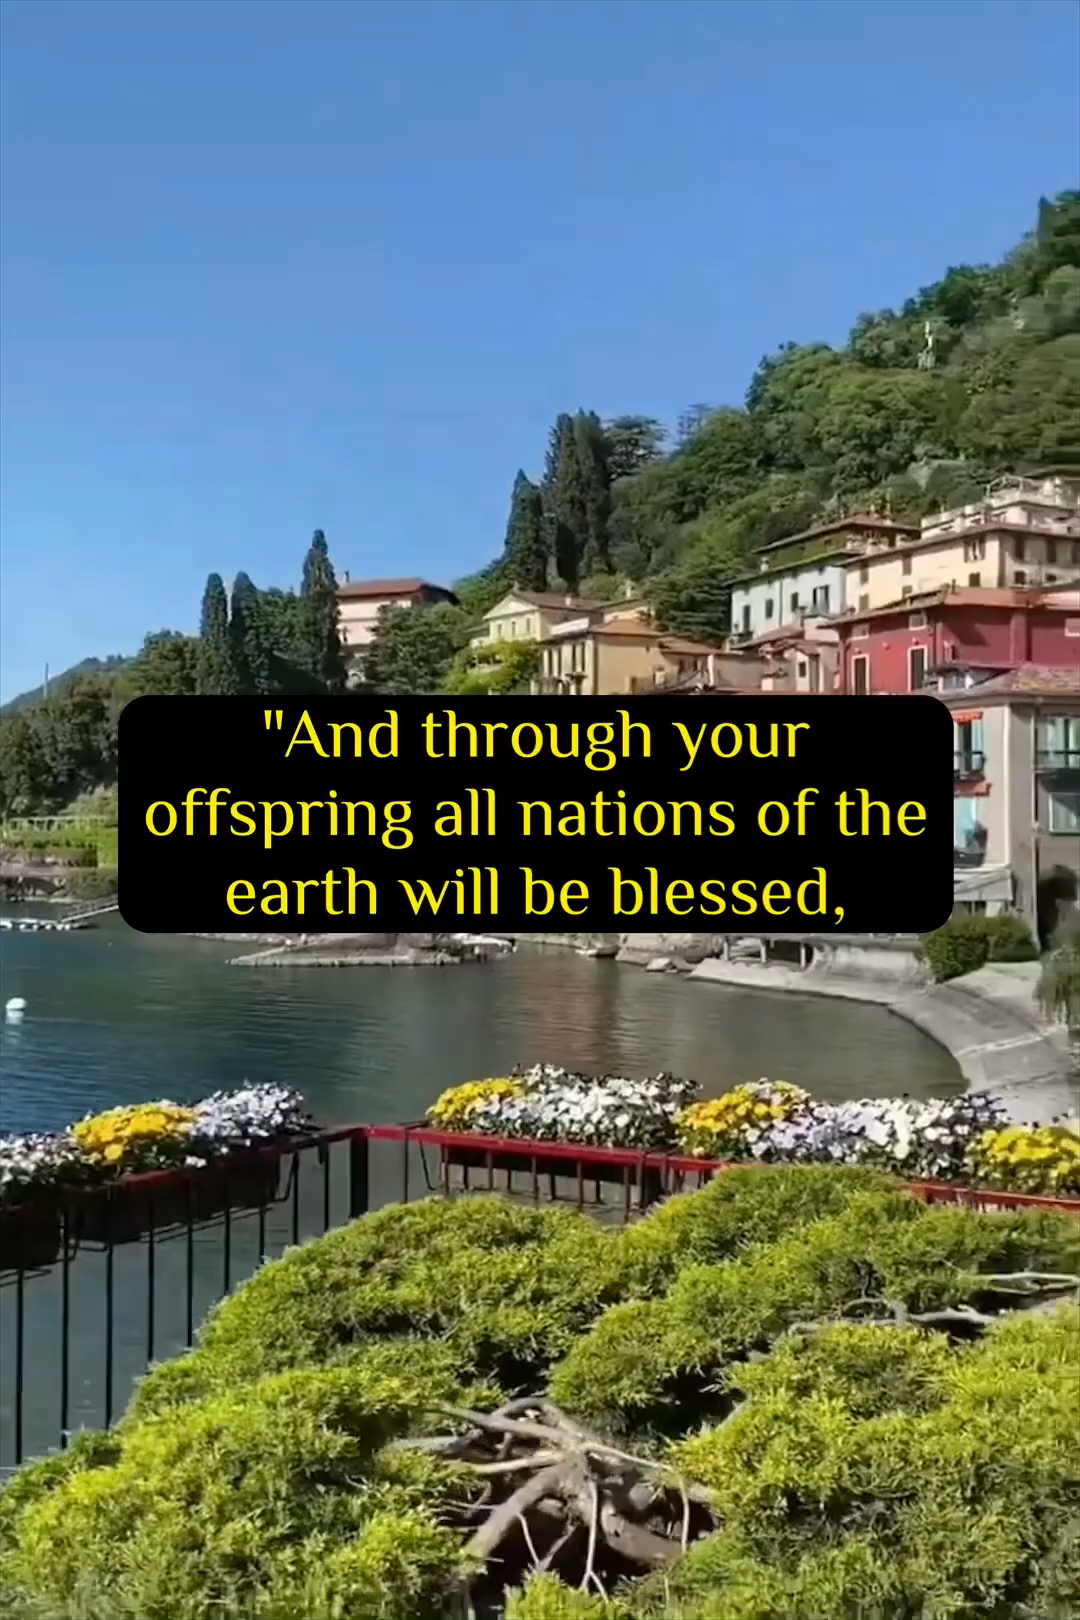 "And through your
offspring all nations of the
earth will be blessed,